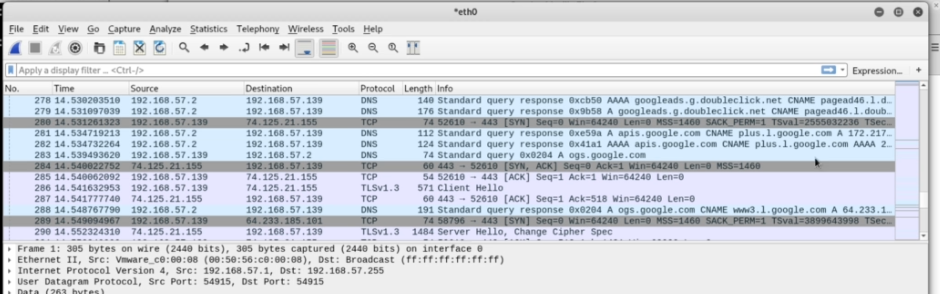 *eth0
File Edit View Go Capture Analyze Statistics Telephony Wireless Tools Help
Apply a display filter ... <Ctrl-/> Expression... +
No. Time Source Destination Protocol Length Info
278 14.530203510 192.168.57.2 192.168.57.139 DNS 140 Standard query response 0xcb50 AAAA googleads.g.doubleclick.net CNAME pagead46.l.d…
279 14.531097039 192.168.57.2 192.168.57.139 DNS 176 Standard query response 0x9b58 A googleads.g.doubleclick.net CNAME pagead46.l.doub…
280 14.531261323 192.168.57.139 74.125.21.155 TCP 74 52610 → 443 [SYN] Seq=0 Win=64240 Len=0 MSS=1460 SACK_PERM=1 TSval=2555032336 TSec…
281 14.534719213 192.168.57.2 192.168.57.139 DNS 112 Standard query response 0xe59a A apis.google.com CNAME plus.l.google.com A 172.217…
282 14.534732264 192.168.57.2 192.168.57.139 DNS 124 Standard query response 0x41a1 AAAA apis.google.com CNAME plus.l.google.com AAAA 2…
283 14.539493620 192.168.57.139 192.168.57.2 DNS 74 Standard query 0x0204 A ogs.google.com
284 14.540022752 74.125.21.155 192.168.57.139 TCP 60 443 → 52610 [SYN, ACK] Seq=0 Ack=1 Win=64240 Len=0 MSS=1460
285 14.540062092 192.168.57.139 74.125.21.155 TCP 54 52610 → 443 [ACK] Seq=1 Ack=1 Win=64240 Len=0
286 14.541632953 192.168.57.139 74.125.21.155 TLSv1.3 571 Client Hello
287 14.541777740 74.125.21.155 192.168.57.139 TCP 60 443 → 52610 [ACK] Seq=1 Ack=518 Win=64240 Len=0
288 14.548767790 192.168.57.2 192.168.57.139 DNS 191 Standard query response 0x0204 A ogs.google.com CNAME www3.l.google.com A 64.233.1…
289 14.549094967 192.168.57.139 64.233.185.101 TCP 74 58796 → 443 [SYN] Seq=0 Win=64240 Len=0 MSS=1460 SACK_PERM=1 TSval=3899643998 TSec…
290 14.552324310 74.125.21.155 192.168.57.139 TLSv1.3 1484 Server Hello, Change Cipher Spec
Frame 1: 305 bytes on wire (2440 bits), 305 bytes captured (2440 bits) on interface 0
Ethernet II, Src: Vmware_c0:00:08 (00:50:56:c0:00:08), Dst: Broadcast (ff:ff:ff:ff:ff:ff)
Internet Protocol Version 4, Src: 192.168.57.1, Dst: 192.168.57.255
User Datagram Protocol, Src Port: 54915, Dst Port: 54915
Data (263 bytes)